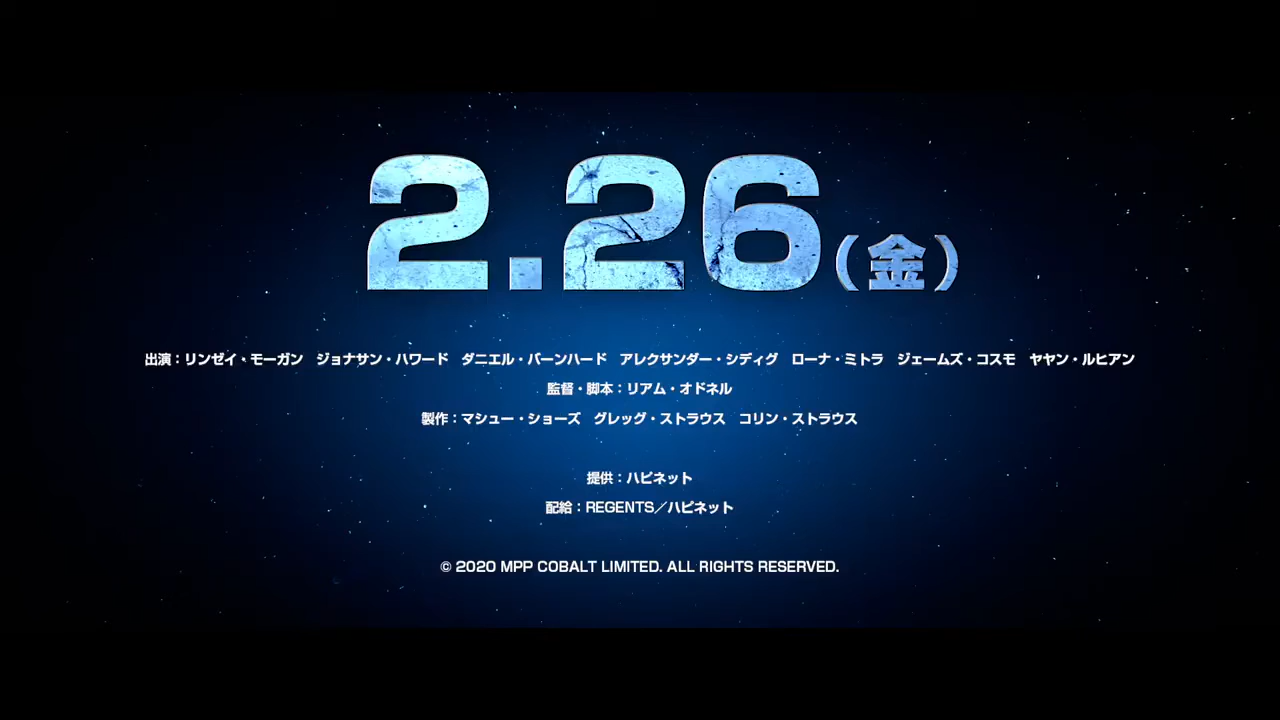 2.26(金)
出演：リンゼイ・モーガン　ジョナサン・ハワード　ダニエル・バーンハード　アレクサンダー・シディグ　ローナ・ミトラ　ジェームズ・コスモ　ヤヤン・ルヒアン
監督・脚本：リアム・オドネル
製作：マシュー・ショーズ　グレッグ・ストラウス　コリン・ストラウス
提供：ハピネット
配給：REGENTS／ハピネット
© 2020 MPP COBALT LIMITED. ALL RIGHTS RESERVED.